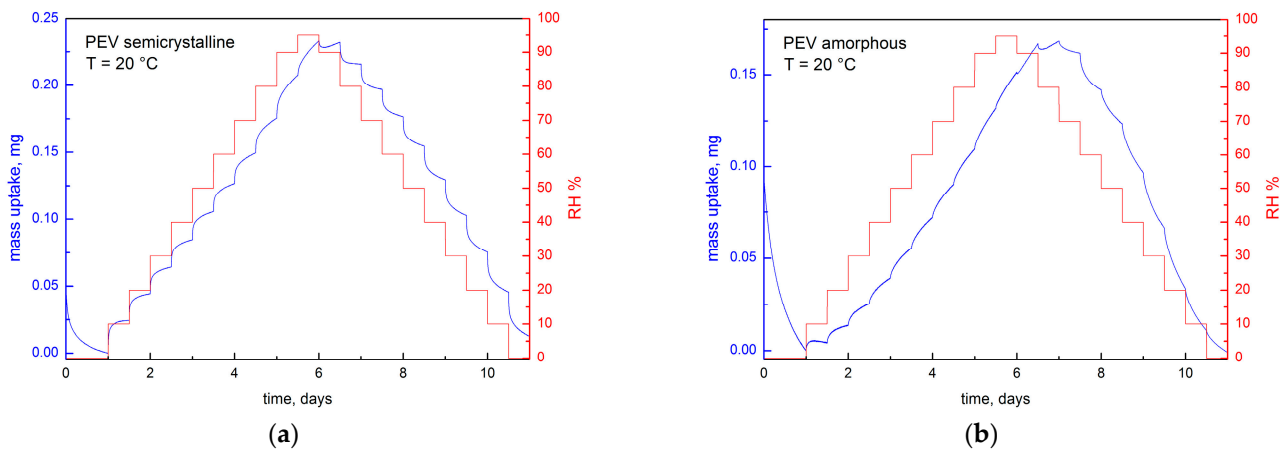 PEV semicrystalline
T = 20 °C
mass uptake, mg
0.25
0.20
0.15
0.10
0.05
0.00
100
90
80
70
60
50
40
30
20
10
0
RH %
0 2 4 6 8 10
time, days
(a)
PEV amorphous
T = 20 °C
mass uptake, mg
0.15
0.10
0.05
0.00
100
90
80
70
60
50
40
30
20
10
0
RH %
0 2 4 6 8 10
time, days
(b)